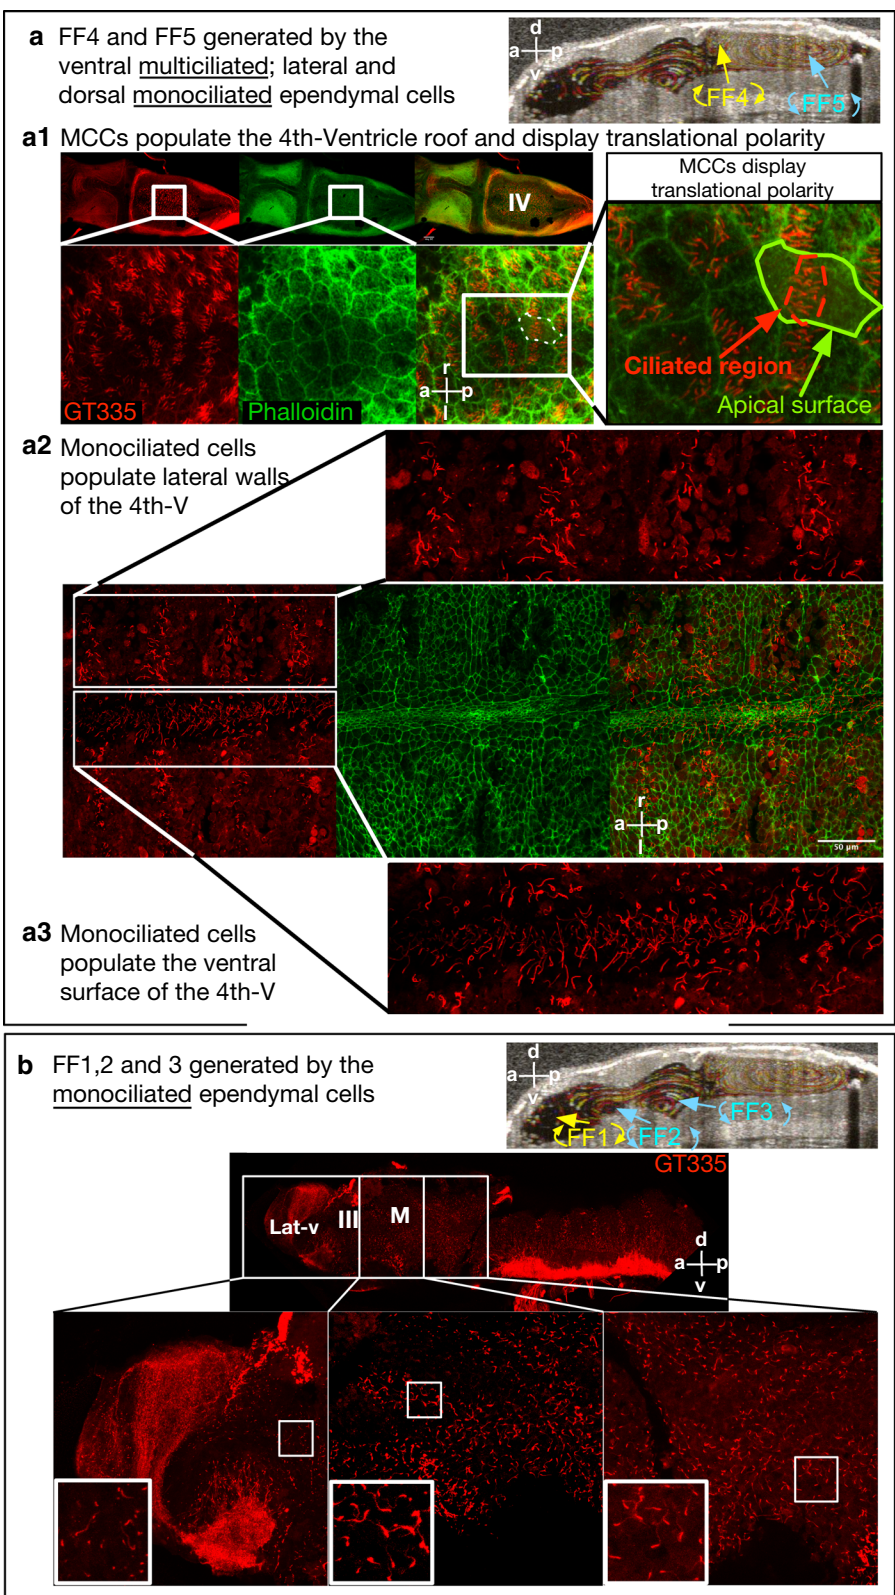 a FF4 and FF5 generated by the
ventral multiciliated; lateral and
dorsal monociliated ependymal cells
d
a p
v
FF4
FF5
a1 MCCs populate the 4th-Ventricle roof and display translational polarity
IV
MCCs display
translational polarity
GT335
Phalloidin
r
a p
l
Ciliated region
Apical surface
a2 Monociliated cells
populate lateral walls
of the 4th-V
r
a p
l
50 µm
a3 Monociliated cells
populate the ventral
surface of the 4th-V
b FF1,2 and 3 generated by the
monociliated ependymal cells
d
a p
v
FF1
FF2
FF3
GT335
Lat-v
III
M
d
a p
v